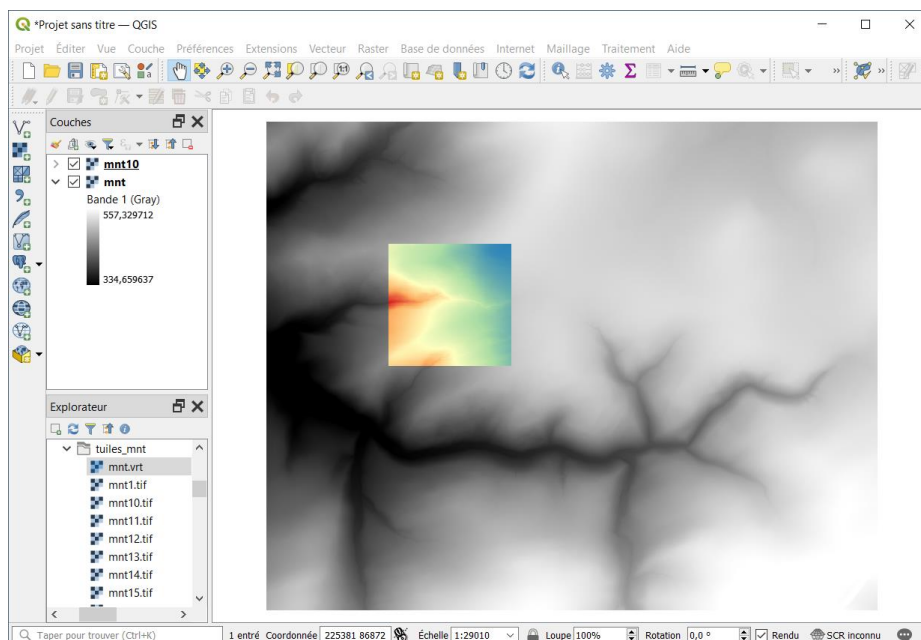 *Projet sans titre — QGIS
Projet Éditer Vue Couche Préférences Extensions Vecteur Raster Base de données Internet Maillage Traitement Aide
Couches
mnt10
mnt
Bande 1 (Gray)
557,329712
334,659637
Explorateur
tuiles_mnt
mnt.vrt
mnt1.tif
mnt10.tif
mnt11.tif
mnt12.tif
mnt13.tif
mnt14.tif
mnt15.tif
Taper pour trouver (Ctrl+K) 1 entré Coordonnée 225381 86872 Échelle 1:29010 Loupe 100% Rotation 0,0 ° Rendu SCR inconnu